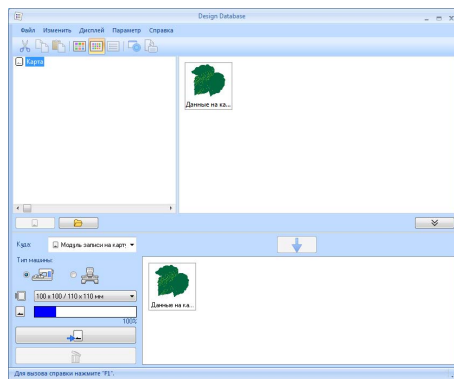 Design Database
Файл Изменить Дисплей Параметр Справка
Карта
Данные на ка...
Куда: Модуль записи на карту
Тип машины:
100 x 100 / 110 x 110 мм
100%
Данные на ка...
Для вызова справки нажмите "F1".